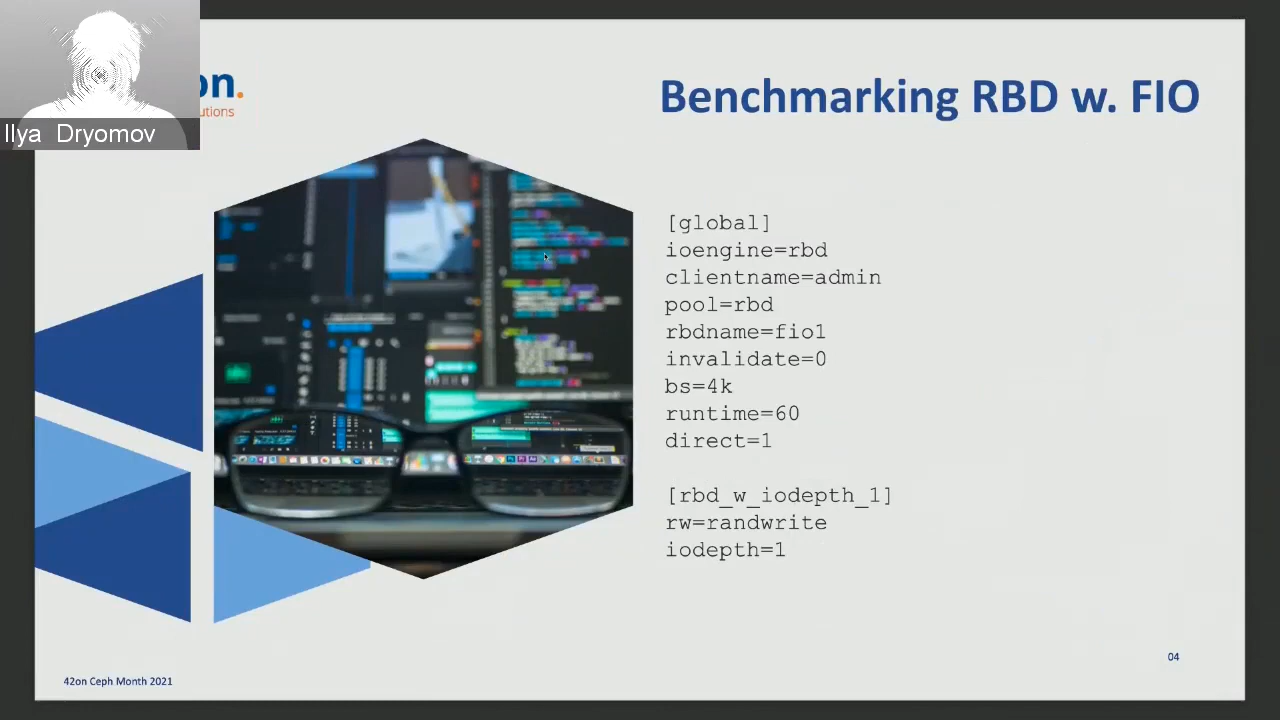 on.
utions
Ilya Dryomov
Benchmarking RBD w. FIO
[global]
ioengine=rbd
clientname=admin
pool=rbd
rbdname=fio1
invalidate=0
bs=4k
runtime=60
direct=1
[rbd_w_iodepth_1]
rw=randwrite
iodepth=1
04
42on Ceph Month 2021